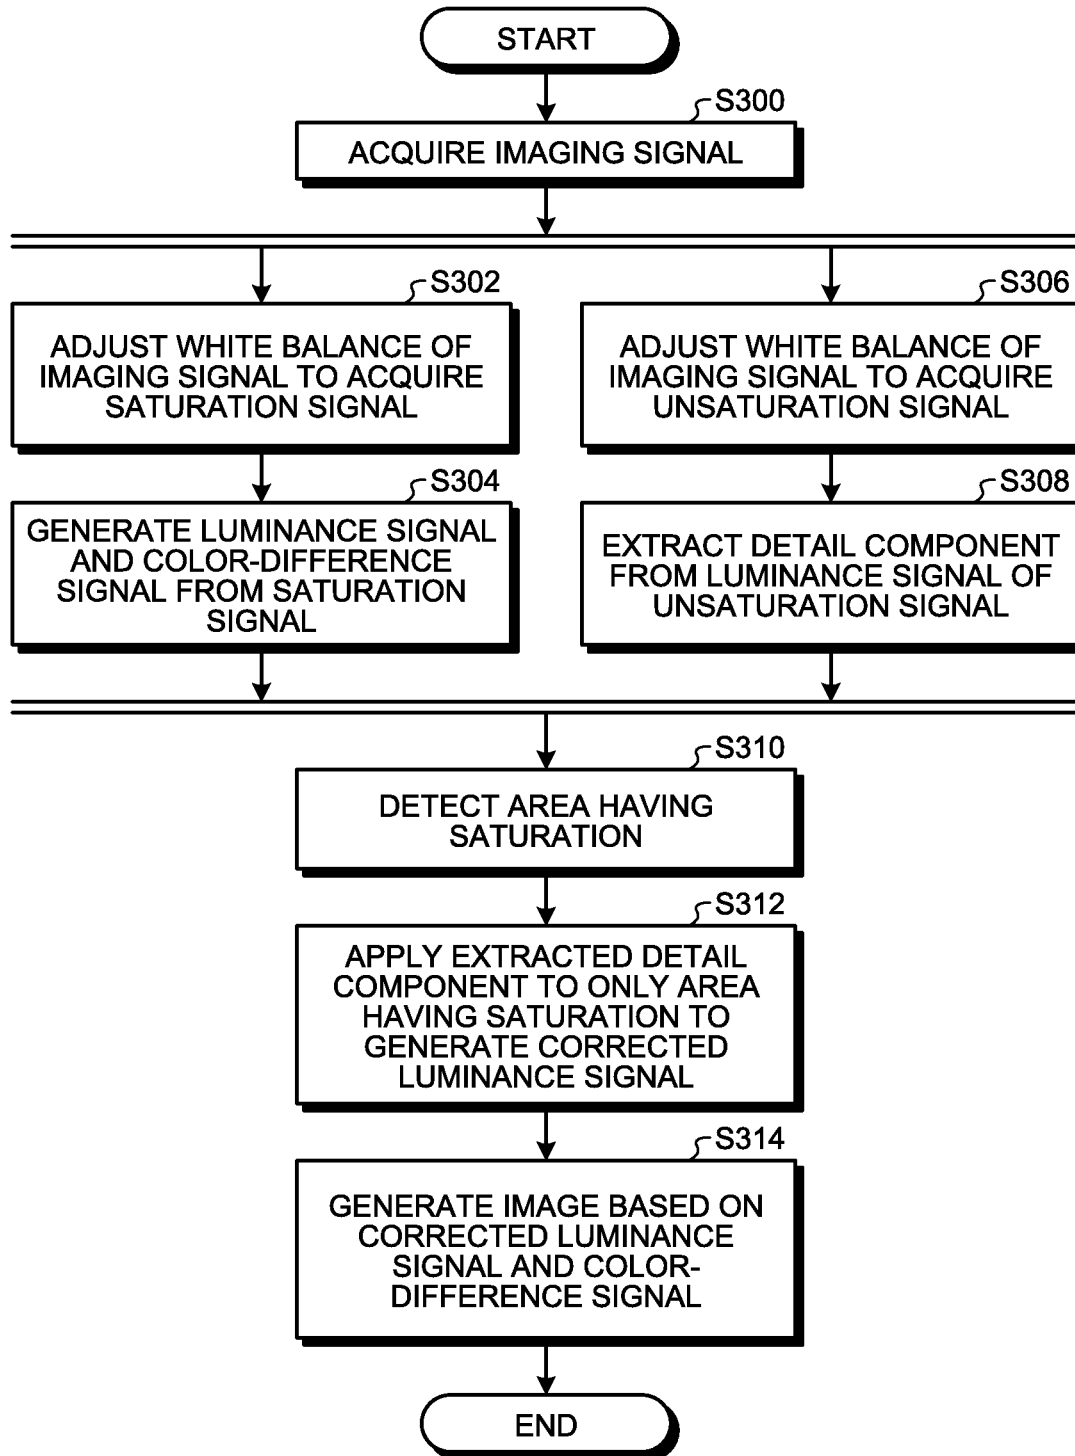 START
S300
ACQUIRE IMAGING SIGNAL
S302
ADJUST WHITE BALANCE OF
IMAGING SIGNAL TO ACQUIRE
SATURATION SIGNAL
S304
GENERATE LUMINANCE SIGNAL
AND COLOR-DIFFERENCE
SIGNAL FROM SATURATION
SIGNAL
S306
ADJUST WHITE BALANCE OF
IMAGING SIGNAL TO ACQUIRE
UNSATURATION SIGNAL
S308
EXTRACT DETAIL COMPONENT
FROM LUMINANCE SIGNAL OF
UNSATURATION SIGNAL
S310
DETECT AREA HAVING
SATURATION
S312
APPLY EXTRACTED DETAIL
COMPONENT TO ONLY AREA
HAVING SATURATION TO
GENERATE CORRECTED
LUMINANCE SIGNAL
S314
GENERATE IMAGE BASED ON
CORRECTED LUMINANCE
SIGNAL AND COLOR-
DIFFERENCE SIGNAL
END